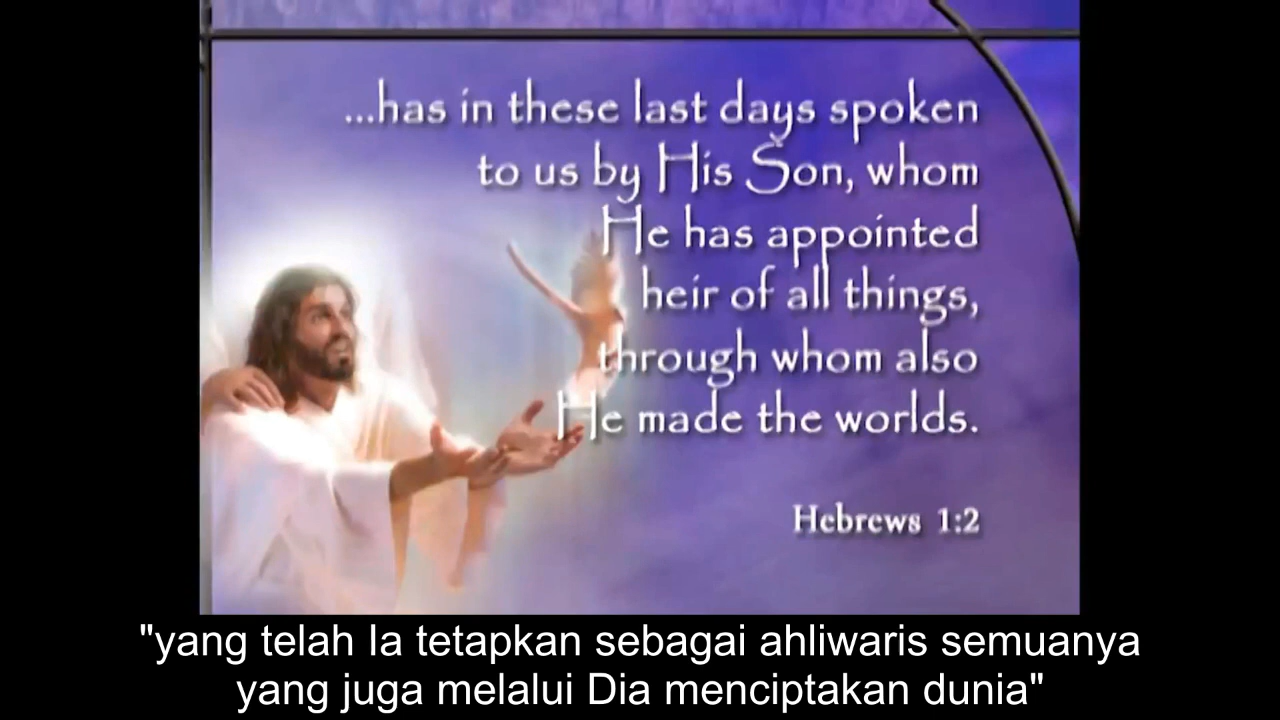 ...has in these last days spoken
to us by His Son, whom
He has appointed
heir of all things,
through whom also
He made the worlds.
Hebrews 1:2
"yang telah Ia tetapkan sebagai ahliwaris semuanya
yang juga melalui Dia menciptakan dunia"